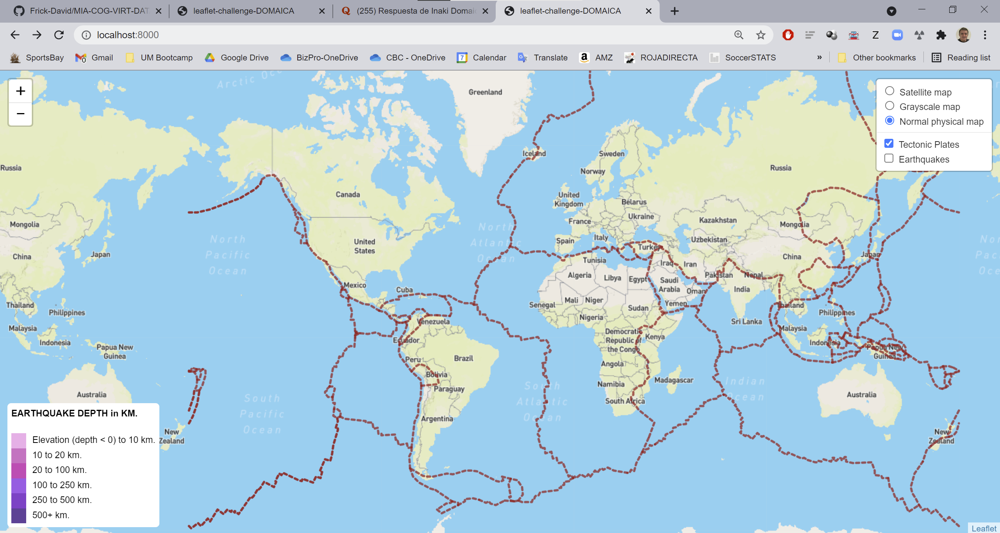 Frick-David/MIA-COG-VIRT-DAT
leaflet-challenge-DOMAICA
(255) Respuesta de Inaki Domai
leaflet-challenge-DOMAICA
localhost:8000
SportsBay
Gmail
UM Bootcamp
Google Drive
BizPro-OneDrive
CBC - OneDrive
7
Calendar
Translate
AMZ
ROJADIRECTA
SoccerSTATS
»
Other bookmarks
Reading list
+
−
Satellite map
Grayscale map
Normal physical map
Tectonic Plates
Earthquakes
Arctic Oce
Greenland
Iceland
Sweden
Norway
Russia
Russia
Canada
United
Kingdom
Belarus
Ukraine
France
Kazakhstan
Mongolia
Mongolia
North
Pacific
Ocean
United
States
North
Atlantic
Ocean
Spain
Italy
Turkey
Uzbekistan
China
China
Japan
Japan
Nor
Pac
Oce
Tunisia
Iraq
Iran
Algeria
Libya
Egypt
Saudi
Arabia
Oman
Pakistan
Nepal
India
Mexico
Cuba
Mali
Niger
Senegal
Sudan
Yemen
Nigeria
Thailand
Thailand
Philippines
Philippines
Sri Lanka
Malaysia
Malaysia
Venezuela
Ecuador
Democratic
Republic of
the Congo
Kenya
Indonesia
Indonesia
Papua New
Guinea
Papua New
Guinea
Peru
Brazil
Angola
Bolivia
Namibia
Madagascar
Paraguay
Australia
Australia
South
Pacific
Ocean
South
Atlantic
Ocean
Indian
Ocean
South Africa
Argentina
New
Zealand
New
Zealand
EARTHQUAKE DEPTH in KM.
Elevation (depth < 0) to 10 km.
10 to 20 km.
20 to 100 km.
100 to 250 km.
250 to 500 km.
500+ km.
Leaflet